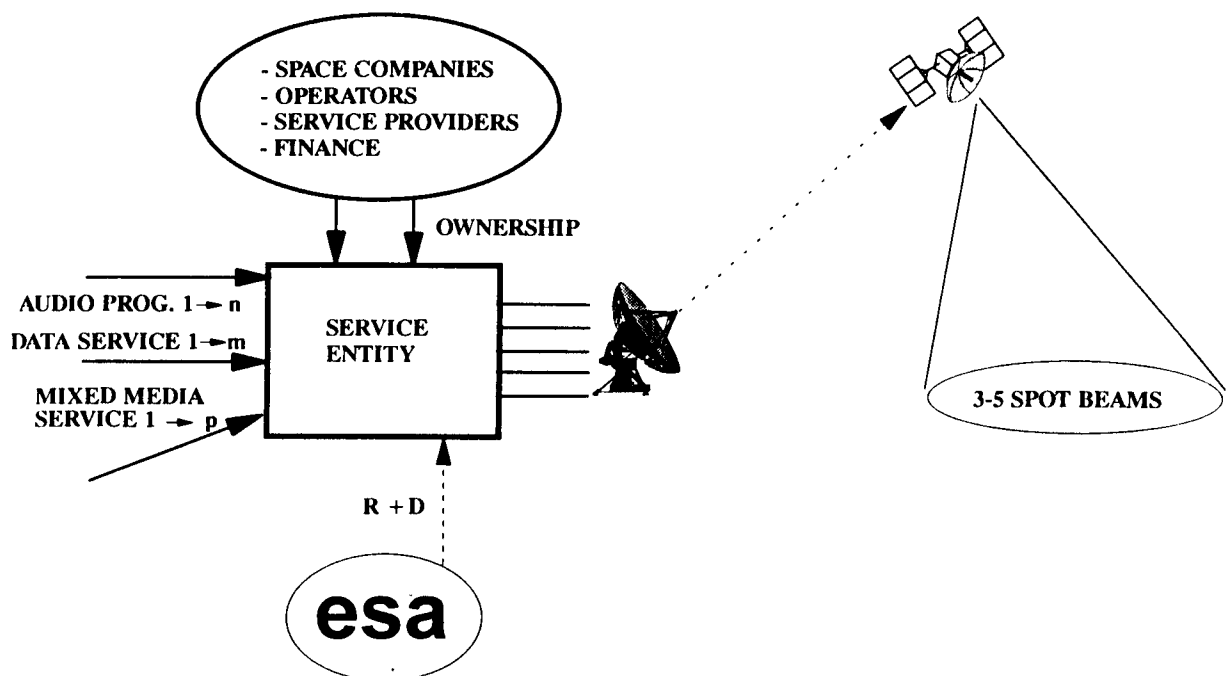 - SPACE COMPANIES
- OPERATORS
- SERVICE PROVIDERS
- FINANCE
OWNERSHIP
AUDIO PROG. 1 → n
DATA SERVICE 1 → m
MIXED MEDIA
SERVICE 1 → p
SERVICE
ENTITY
3-5 SPOT BEAMS
R + D
esa